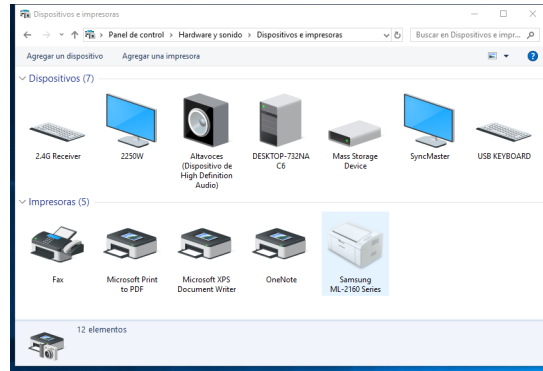 Dispositivos e impresoras
Panel de control › Hardware y sonido › Dispositivos e impresoras
Buscar en Dispositivos e impr...
Agregar un dispositivo Agregar una impresora
Dispositivos (7)
2.4G Receiver
2250W
Altavoces
(Dispositivo de
High Definition
Audio)
DESKTOP-732NA
C6
Mass Storage
Device
SyncMaster
USB KEYBOARD
Impresoras (5)
Fax
Microsoft Print
to PDF
Microsoft XPS
Document Writer
OneNote
Samsung
ML-2160 Series
12 elementos